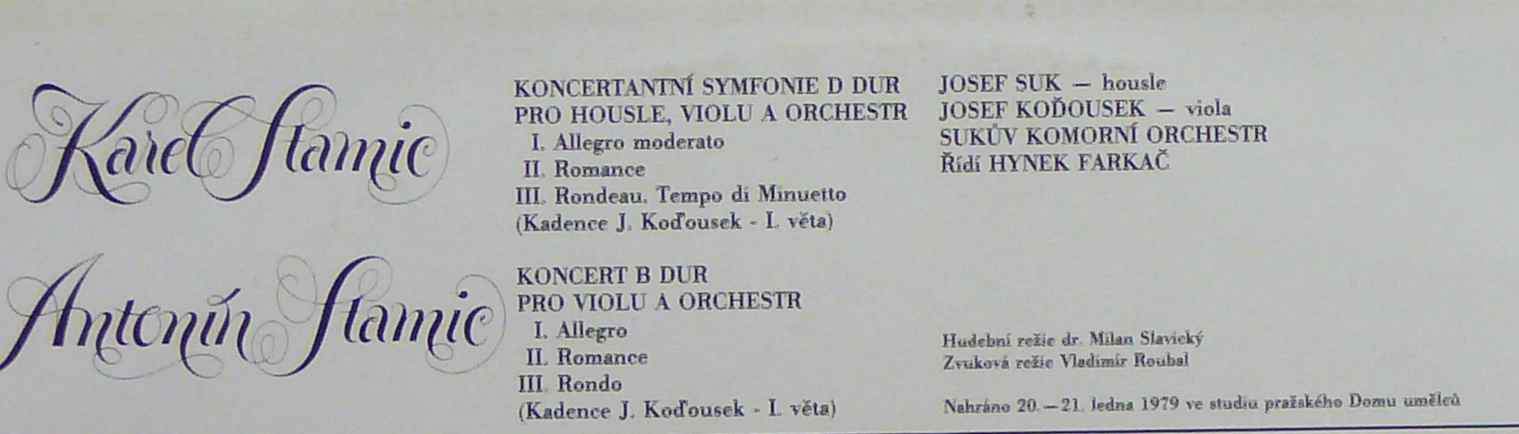 Karel Stamic
KONCERTANTNÍ SYMFONIE D DUR
PRO HOUSLE, VIOLU A ORCHESTR
I. Allegro moderato
II. Romance
III. Rondeau. Tempo di Minuetto
(Kadence J. Koďousek - I. věta)
JOSEF SUK — housle
JOSEF KOĎOUSEK — viola
SUKŮV KOMORNÍ ORCHESTR
Řídí HYNEK FARKAČ
Antonín Stamic
KONCERT B DUR
PRO VIOLU A ORCHESTR
I. Allegro
II. Romance
III. Rondo
(Kadence J. Koďousek - I. věta)
Hudební režie dr. Milan Slavický
Zvuková režie Vladimír Roubal
Nahráno 20.—21. ledna 1979 ve studiu pražského Domu umělců